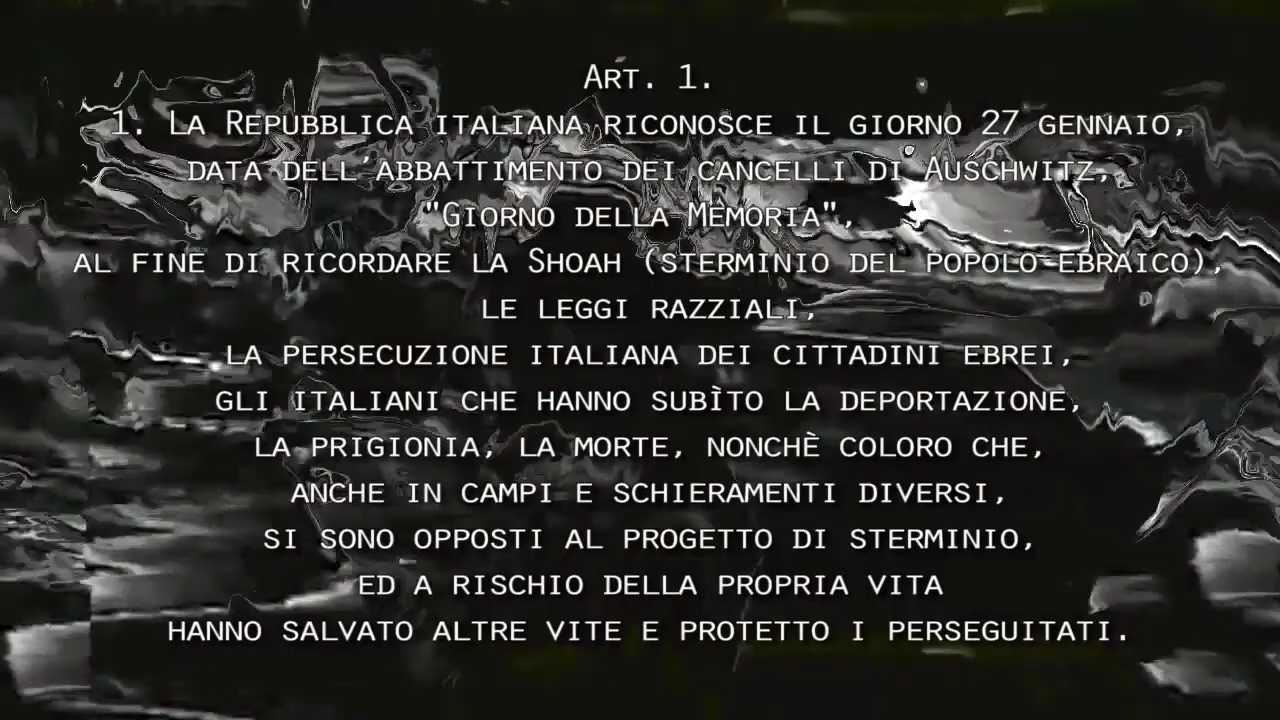 Art. 1.
1. La Repubblica italiana riconosce il giorno 27 gennaio,
data dell'abbattimento dei cancelli di Auschwitz,
"Giorno della Memoria",
al fine di ricordare la Shoah (sterminio del popolo ebraico),
le leggi razziali,
la persecuzione italiana dei cittadini ebrei,
gli italiani che hanno subìto la deportazione,
la prigionia, la morte, nonchè coloro che,
anche in campi e schieramenti diversi,
si sono opposti al progetto di sterminio,
ed a rischio della propria vita
hanno salvato altre vite e protetto i perseguitati.